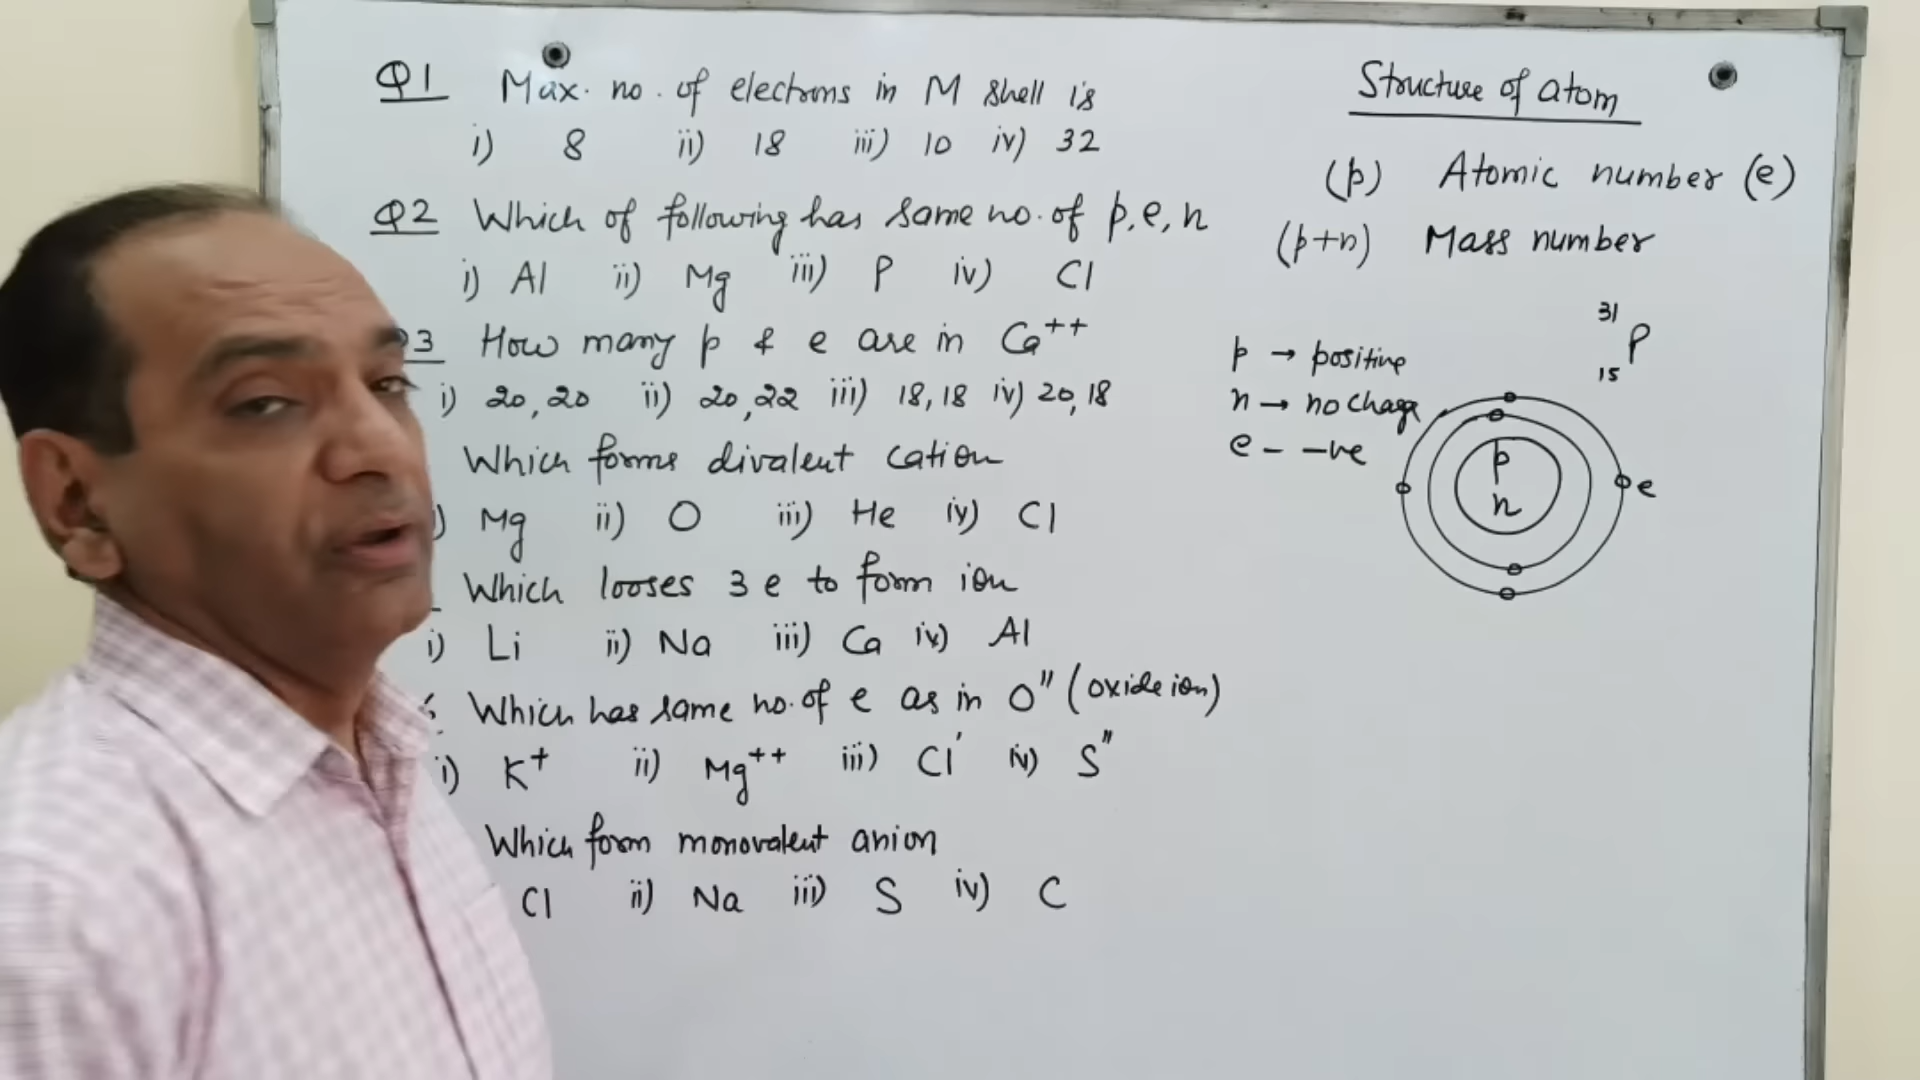 Q1 Max. no. of electrons in M shell is
i) 8 ii) 18 iii) 10 iv) 32
Q2 Which of following has same no. of p, e, n
i) Al ii) Mg iii) P iv) Cl
3 How many p & e are in Ca++
i) 20, 20 ii) 20, 22 iii) 18, 18 iv) 20, 18
Which forms divalent cation
) Mg ii) O iii) He iv) Cl
Which looses 3 e to form ion
i) Li ii) Na iii) Ca iv) Al
Which has same no. of e as in O" (oxide ion)
i) K+ ii) Mg++ iii) Cl' iv) S"
Which form monovalent anion
Cl ii) Na iii) S iv) C
Structure of atom
(p) Atomic number (e)
(p+n) Mass number
31
P
15
p → positive
n → no charge
e - -ve
p
n
e